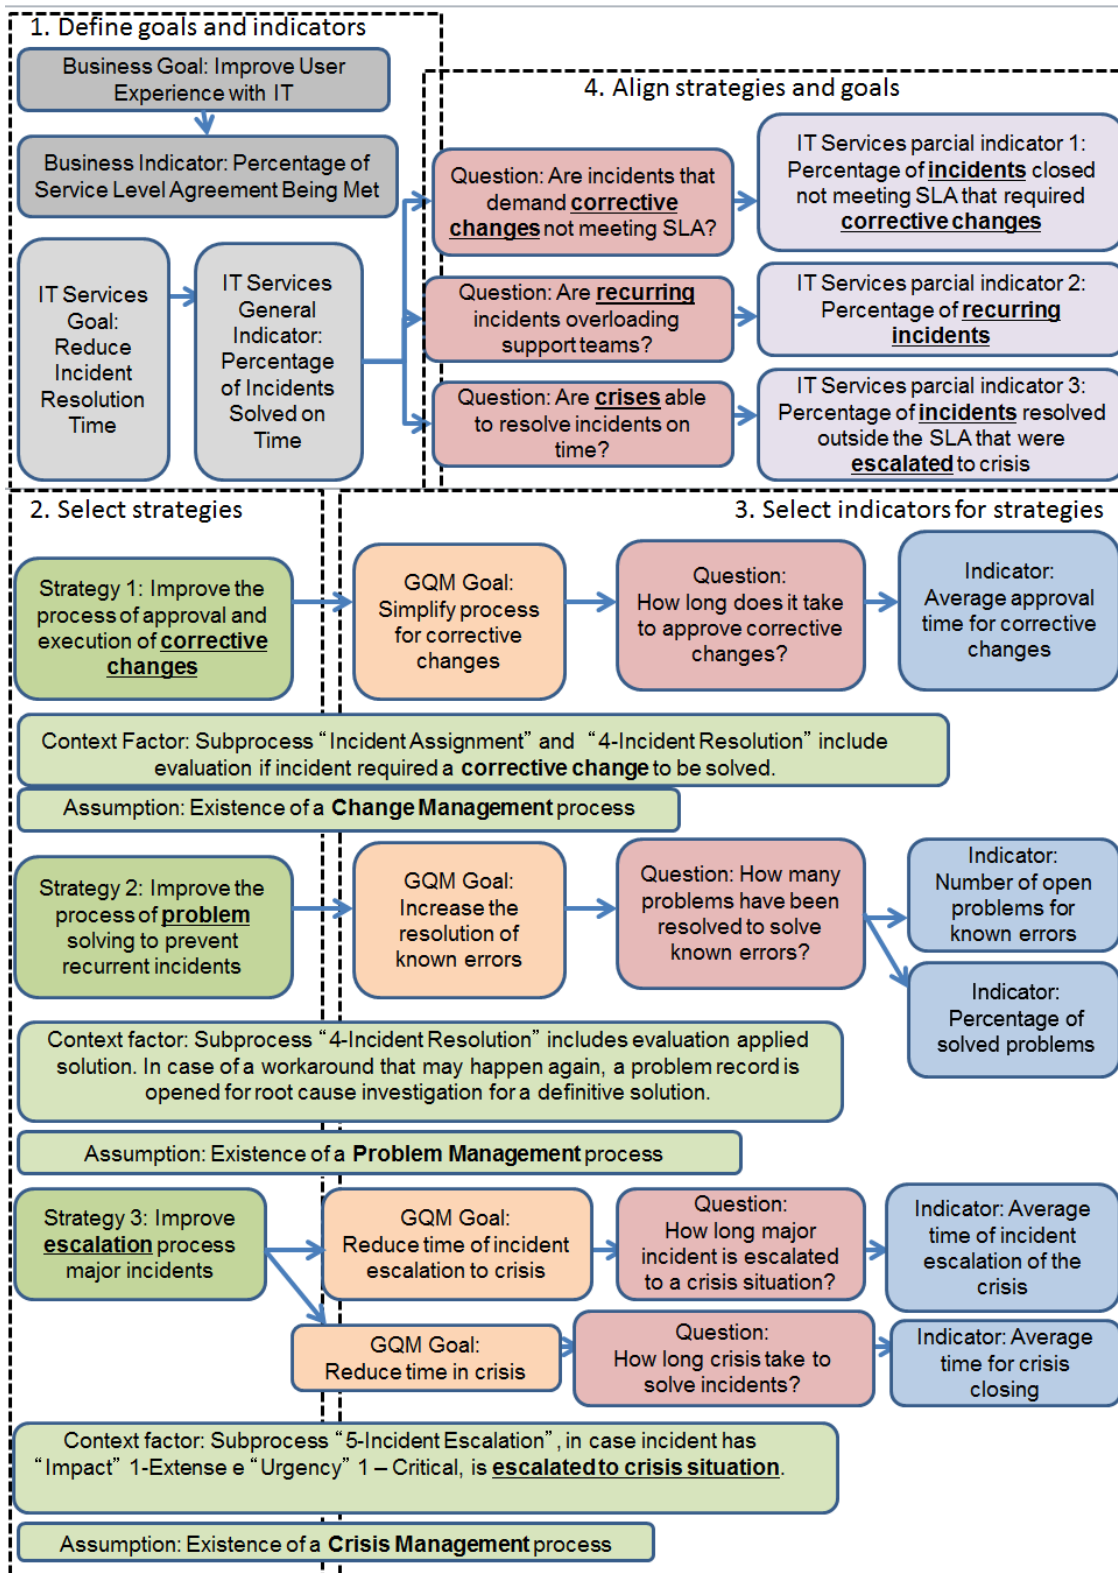 1. Define goals and indicators
Business Goal: Improve User
Experience with IT
Business Indicator: Percentage of
Service Level Agreement Being Met
IT Services
Goal:
Reduce
Incident
Resolution
Time
IT Services
General
Indicator:
Percentage
of Incidents
Solved on
Time
4. Align strategies and goals
Question: Are incidents that
demand corrective
changes not meeting SLA?
IT Services parcial indicator 1:
Percentage of incidents closed
not meeting SLA that required
corrective changes
Question: Are recurring
incidents overloading
support teams?
IT Services parcial indicator 2:
Percentage of recurring
incidents
Question: Are crises able
to resolve incidents on
time?
IT Services parcial indicator 3:
Percentage of incidents resolved
outside the SLA that were
escalated to crisis
2. Select strategies
3. Select indicators for strategies
Strategy 1: Improve the
process of approval and
execution of corrective
changes
GQM Goal:
Simplify process
for corrective
changes
Question:
How long does it take
to approve corrective
changes?
Indicator:
Average approval
time for corrective
changes
Context Factor: Subprocess “Incident Assignment” and “4-Incident Resolution” include
evaluation if incident required a corrective change to be solved.
Assumption: Existence of a Change Management process
Strategy 2: Improve the
process of problem
solving to prevent
recurrent incidents
GQM Goal:
Increase the
resolution of
known errors
Question: How many
problems have been
resolved to solve
known errors?
Indicator:
Number of open
problems for
known errors
Indicator:
Percentage of
solved problems
Context factor: Subprocess “4-Incident Resolution” includes evaluation applied
solution. In case of a workaround that may happen again, a problem record is
opened for root cause investigation for a definitive solution.
Assumption: Existence of a Problem Management process
Strategy 3: Improve
escalation process
major incidents
GQM Goal:
Reduce time of incident
escalation to crisis
Question:
How long major
incident is escalated
to a crisis situation?
Indicator: Average
time of incident
escalation of the
crisis
GQM Goal:
Reduce time in crisis
Question:
How long crisis take to
solve incidents?
Indicator: Average
time for crisis
closing
Context factor: Subprocess “5-Incident Escalation”, in case incident has
“Impact” 1-Extense e “Urgency” 1 – Critical, is escalated to crisis situation.
Assumption: Existence of a Crisis Management process